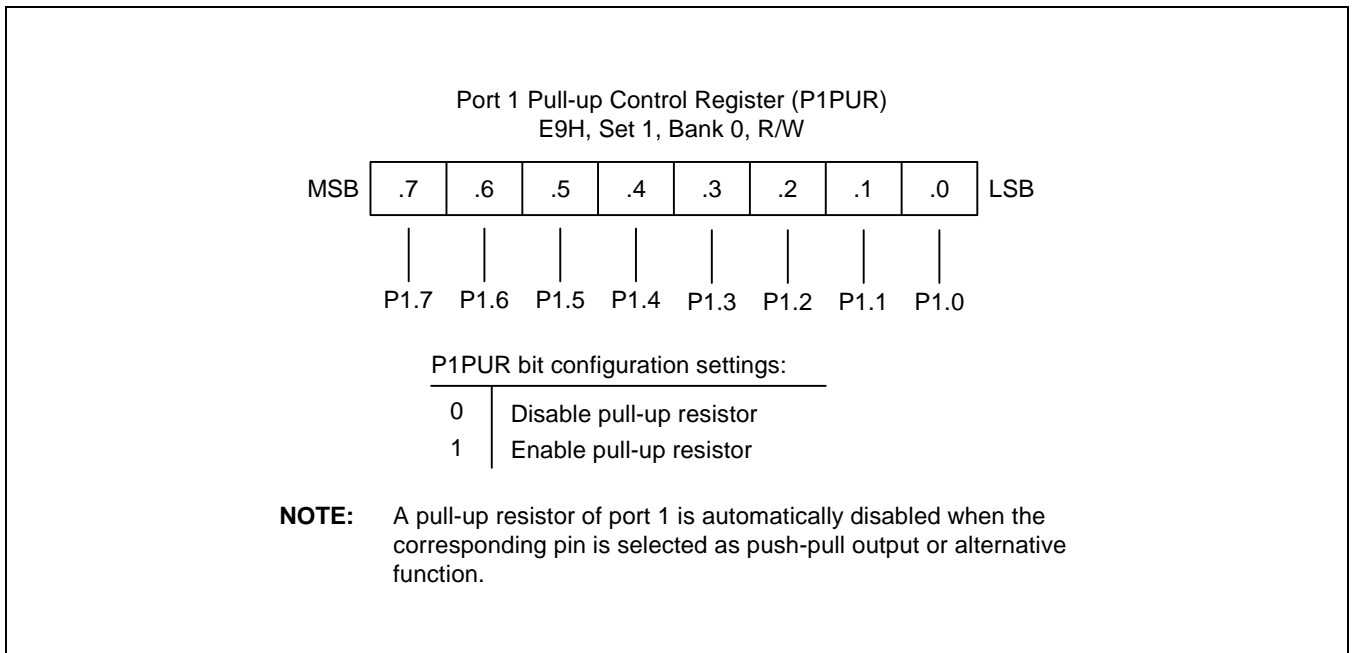 Port 1 Pull-up Control Register (P1PUR)
E9H, Set 1, Bank 0, R/W
MSB .7 .6 .5 .4 .3 .2 .1 .0 LSB
P1.7 P1.6 P1.5 P1.4 P1.3 P1.2 P1.1 P1.0
P1PUR bit configuration settings:
0 Disable pull-up resistor
1 Enable pull-up resistor
NOTE: A pull-up resistor of port 1 is automatically disabled when the
corresponding pin is selected as push-pull output or alternative
function.